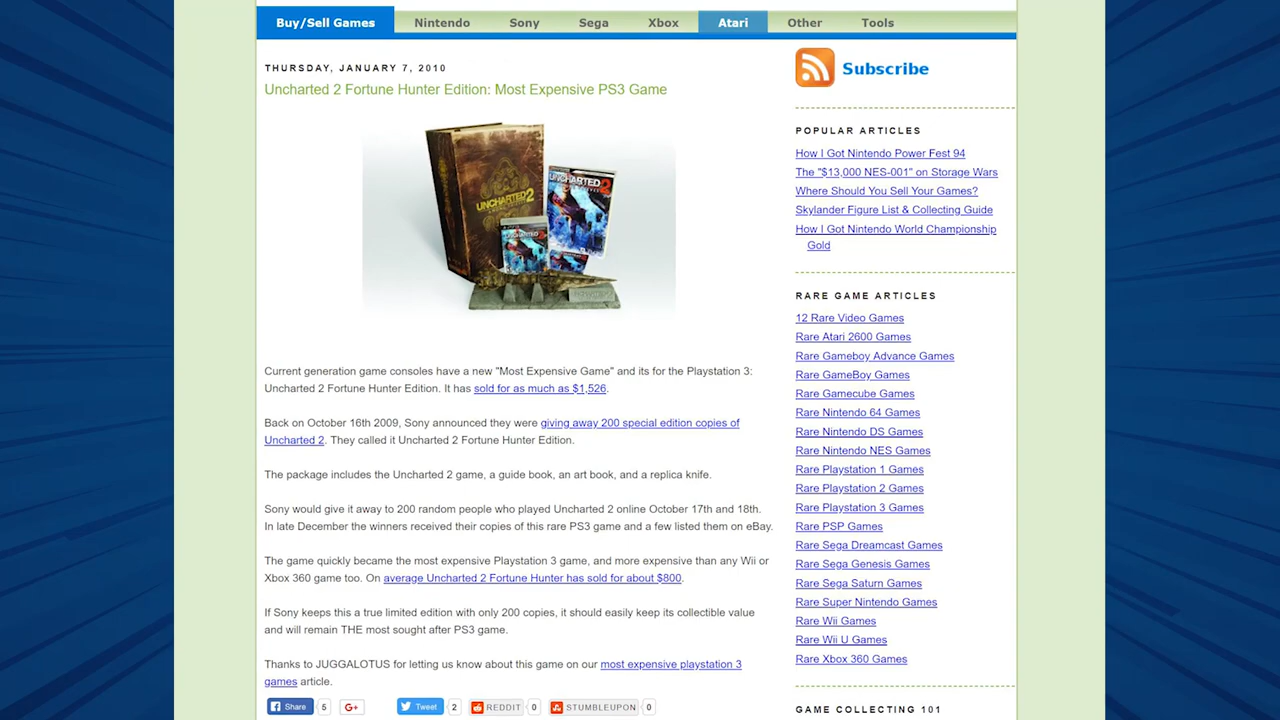 Buy/Sell Games Nintendo Sony Sega Xbox Atari Other Tools
THURSDAY, JANUARY 7, 2010
Uncharted 2 Fortune Hunter Edition: Most Expensive PS3 Game
UNCHARTED 2
UNCHARTED 2
Current generation game consoles have a new "Most Expensive Game" and its for the Playstation 3:
Uncharted 2 Fortune Hunter Edition. It has sold for as much as $1,526.
Back on October 16th 2009, Sony announced they were giving away 200 special edition copies of
Uncharted 2. They called it Uncharted 2 Fortune Hunter Edition.
The package includes the Uncharted 2 game, a guide book, an art book, and a replica knife.
Sony would give it away to 200 random people who played Uncharted 2 online October 17th and 18th.
In late December the winners received their copies of this rare PS3 game and a few listed them on eBay.
The game quickly became the most expensive Playstation 3 game, and more expensive than any Wii or
Xbox 360 game too. On average Uncharted 2 Fortune Hunter has sold for about $800.
If Sony keeps this a true limited edition with only 200 copies, it should easily keep its collectible value
and will remain THE most sought after PS3 game.
Thanks to JUGGALOTUS for letting us know about this game on our most expensive playstation 3
games article.
Share 5 G+ Tweet 2 REDDIT 0 STUMBLEUPON 0
Subscribe
POPULAR ARTICLES
How I Got Nintendo Power Fest 94
The "$13,000 NES-001" on Storage Wars
Where Should You Sell Your Games?
Skylander Figure List & Collecting Guide
How I Got Nintendo World Championship
Gold
RARE GAME ARTICLES
12 Rare Video Games
Rare Atari 2600 Games
Rare Gameboy Advance Games
Rare GameBoy Games
Rare Gamecube Games
Rare Nintendo 64 Games
Rare Nintendo DS Games
Rare Nintendo NES Games
Rare Playstation 1 Games
Rare Playstation 2 Games
Rare Playstation 3 Games
Rare PSP Games
Rare Sega Dreamcast Games
Rare Sega Genesis Games
Rare Sega Saturn Games
Rare Super Nintendo Games
Rare Wii Games
Rare Wii U Games
Rare Xbox 360 Games
GAME COLLECTING 101